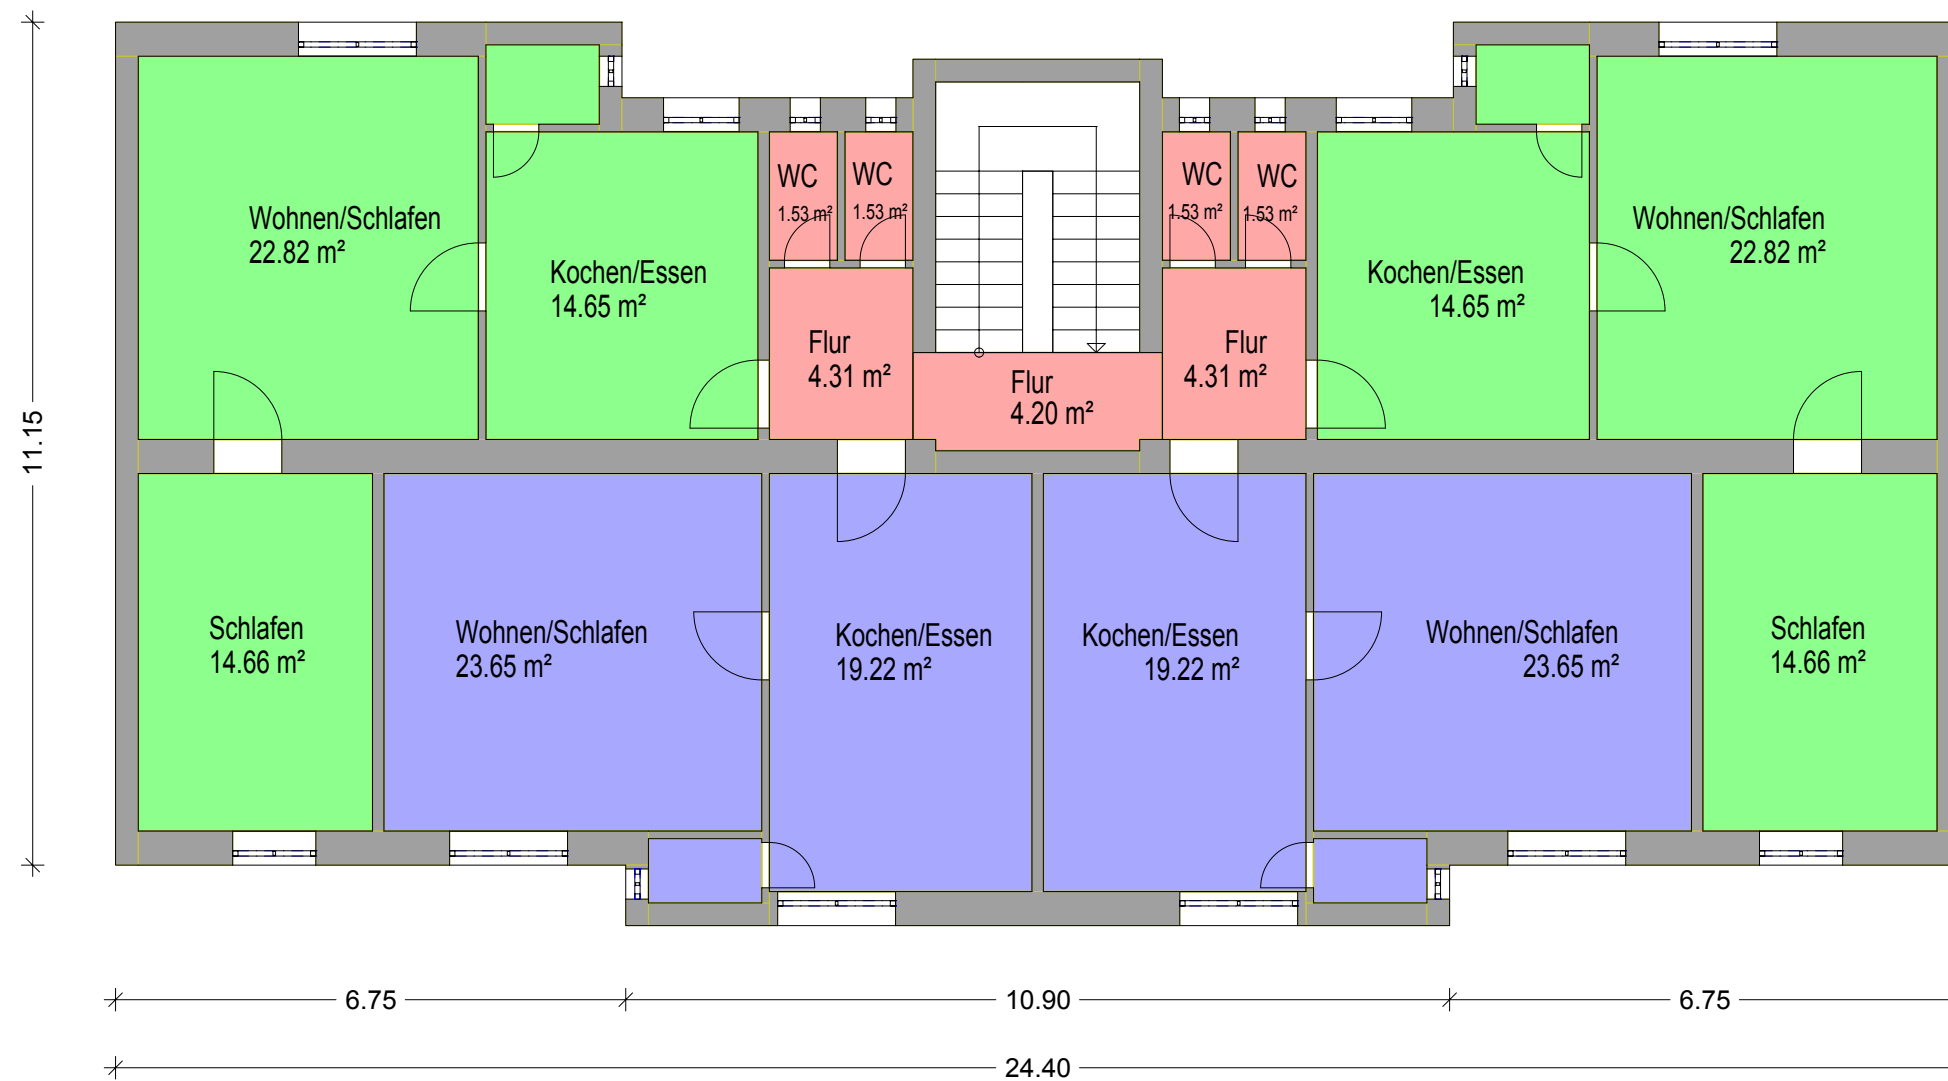 WC
1.53 m²
WC
1.53 m²
WC
1.53 m²
WC
1.53 m²
Wohnen/Schlafen
22.82 m²
Kochen/Essen
14.65 m²
Kochen/Essen
14.65 m²
Wohnen/Schlafen
22.82 m²
Flur
4.31 m²
Flur
4.20 m²
Flur
4.31 m²
11.15
Schlafen
14.66 m²
Wohnen/Schlafen
23.65 m²
Kochen/Essen
19.22 m²
Kochen/Essen
19.22 m²
Wohnen/Schlafen
23.65 m²
Schlafen
14.66 m²
6.75
10.90
6.75
24.40